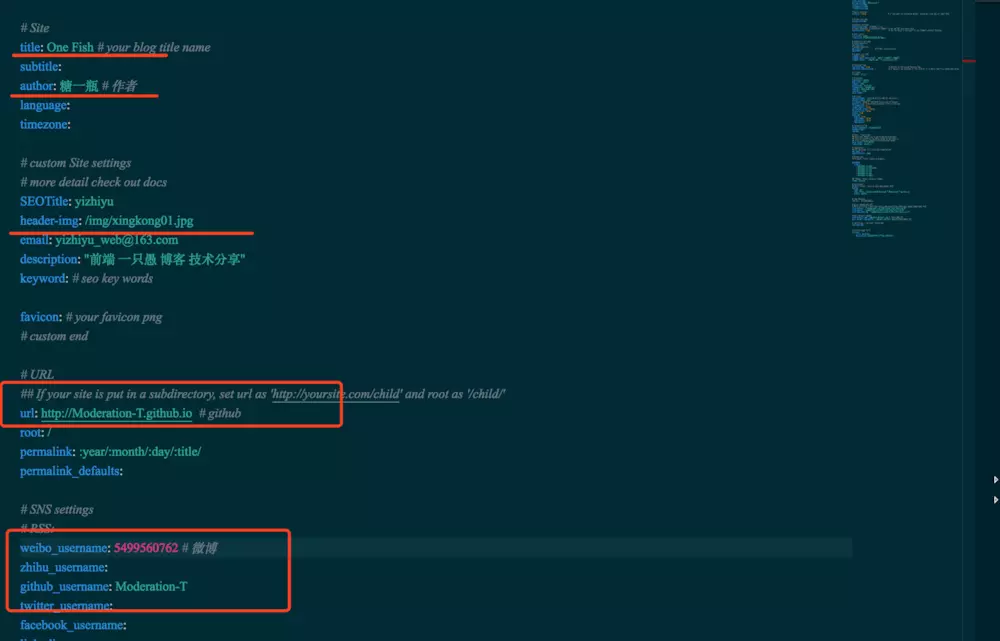 # Site
title: One Fish # your blog title name
subtitle:
author: 糖一瓶 # 作者
language:
timezone:
# custom Site settings
# more detail check out docs
SEOTitle: yizhiyu
header-img: /img/xingkong01.jpg
email: yizhiyu_web@163.com
description: "前端 一只愚 博客 技术分享"
keyword: # seo key words
favicon: # your favicon png
# custom end
# URL
## If your site is put in a subdirectory, set url as 'http://yoursite.com/child' and root as '/child/'
url: http://Moderation-T.github.io # github
root: /
permalink: :year/:month/:day/:title/
permalink_defaults:
# SNS settings
# RSS:
weibo_username: 5499560762 # 微博
zhihu_username:
github_username: Moderation-T
twitter_username:
facebook_username: